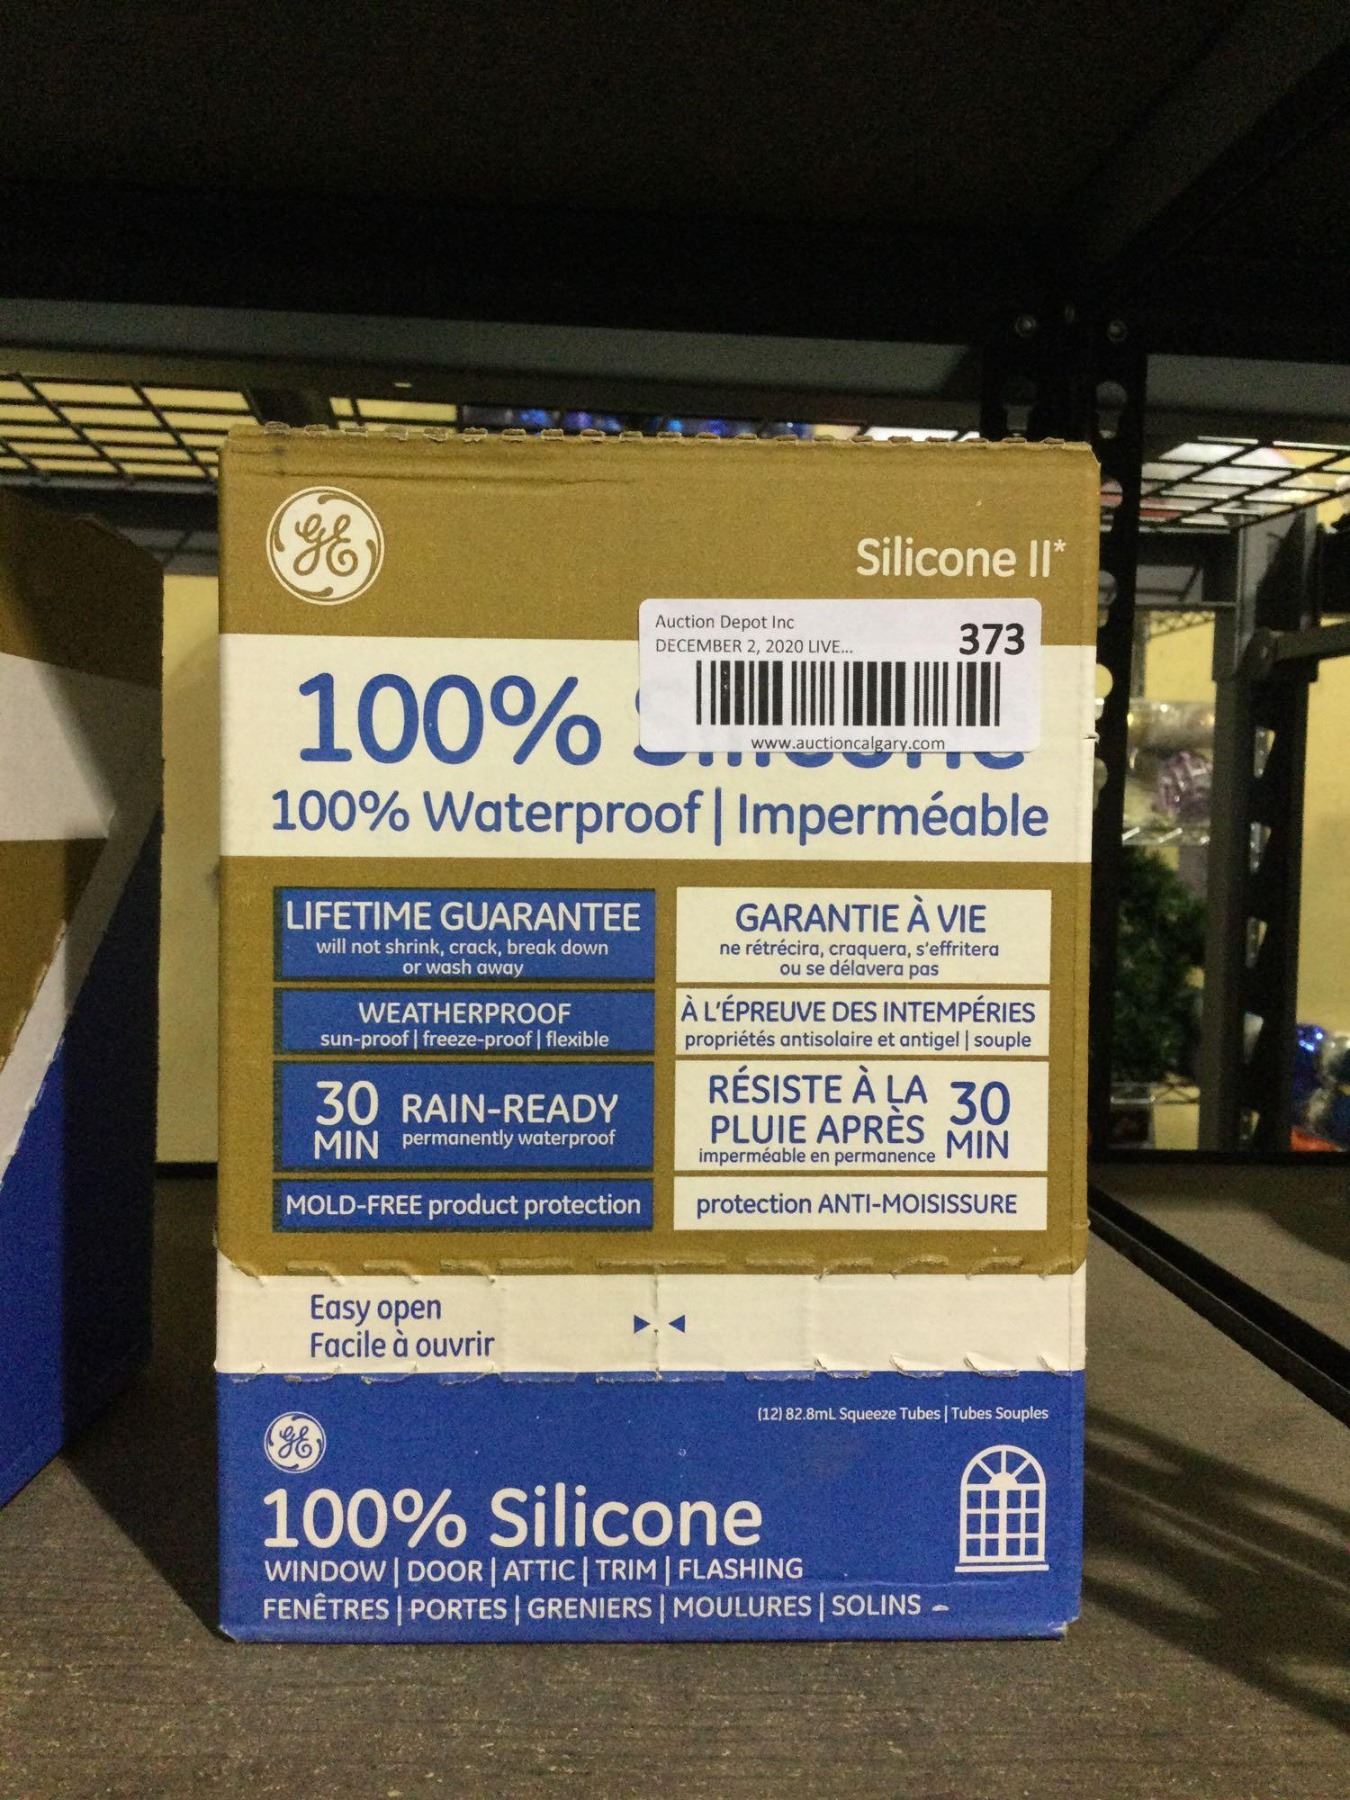 GE
Silicone II*
Auction Depot Inc
DECEMBER 2, 2020 LIVE...
373
www.auctioncalgary.com
100% Silicone
100% Waterproof | Imperméable
LIFETIME GUARANTEE
will not shrink, crack, break down
or wash away
GARANTIE À VIE
ne rétrécira, craquera, s'effritera
ou se délavera pas
WEATHERPROOF
sun-proof | freeze-proof | flexible
À L'ÉPREUVE DES INTEMPÉRIES
propriétés antisolaire et antigel | souple
30 MIN
RAIN-READY
permanently waterproof
RÉSISTE À LA
PLUIE APRÈS
30 MIN
imperméable en permanence
MOLD-FREE product protection
protection ANTI-MOISISSURE
Easy open
Facile à ouvrir
(12) 82.8mL Squeeze Tubes | Tubes Souples
GE
100% Silicone
WINDOW | DOOR | ATTIC | TRIM | FLASHING
FENÊTRES | PORTES | GRENIERS | MOULURES | SOLINS